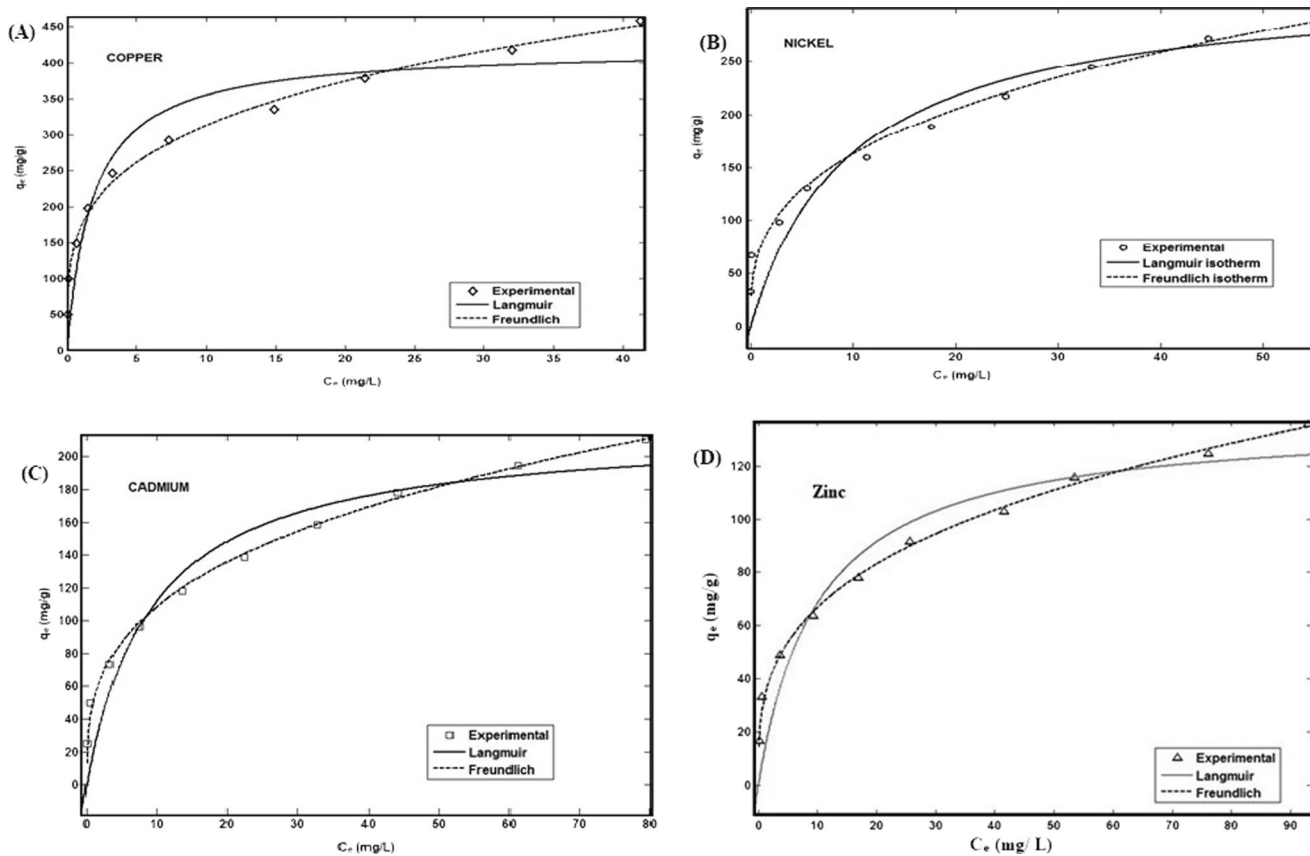 (A)
COPPER
450
400
350
300
250
200
150
100
50
0
qₑ (mg/g)
0 5 10 15 20 25 30 35 40
Cₑ (mg/L)
Experimental
Langmuir
Freundlich
(B)
NICKEL
250
200
150
100
50
0
qₑ (mg/g)
0 10 20 30 40 50
Cₑ (mg/L)
Experimental
Langmuir isotherm
Freundlich isotherm
(C)
CADMIUM
200
180
160
140
120
100
80
60
40
20
0
qₑ (mg/g)
0 10 20 30 40 50 60 70 80
Cₑ (mg/L)
Experimental
Langmuir
Freundlich
(D)
Zinc
120
100
80
60
40
20
0
qₑ (mg/g)
0 10 20 30 40 50 60 70 80 90
Cₑ (mg/ L)
Experimental
Langmuir
Freundlich